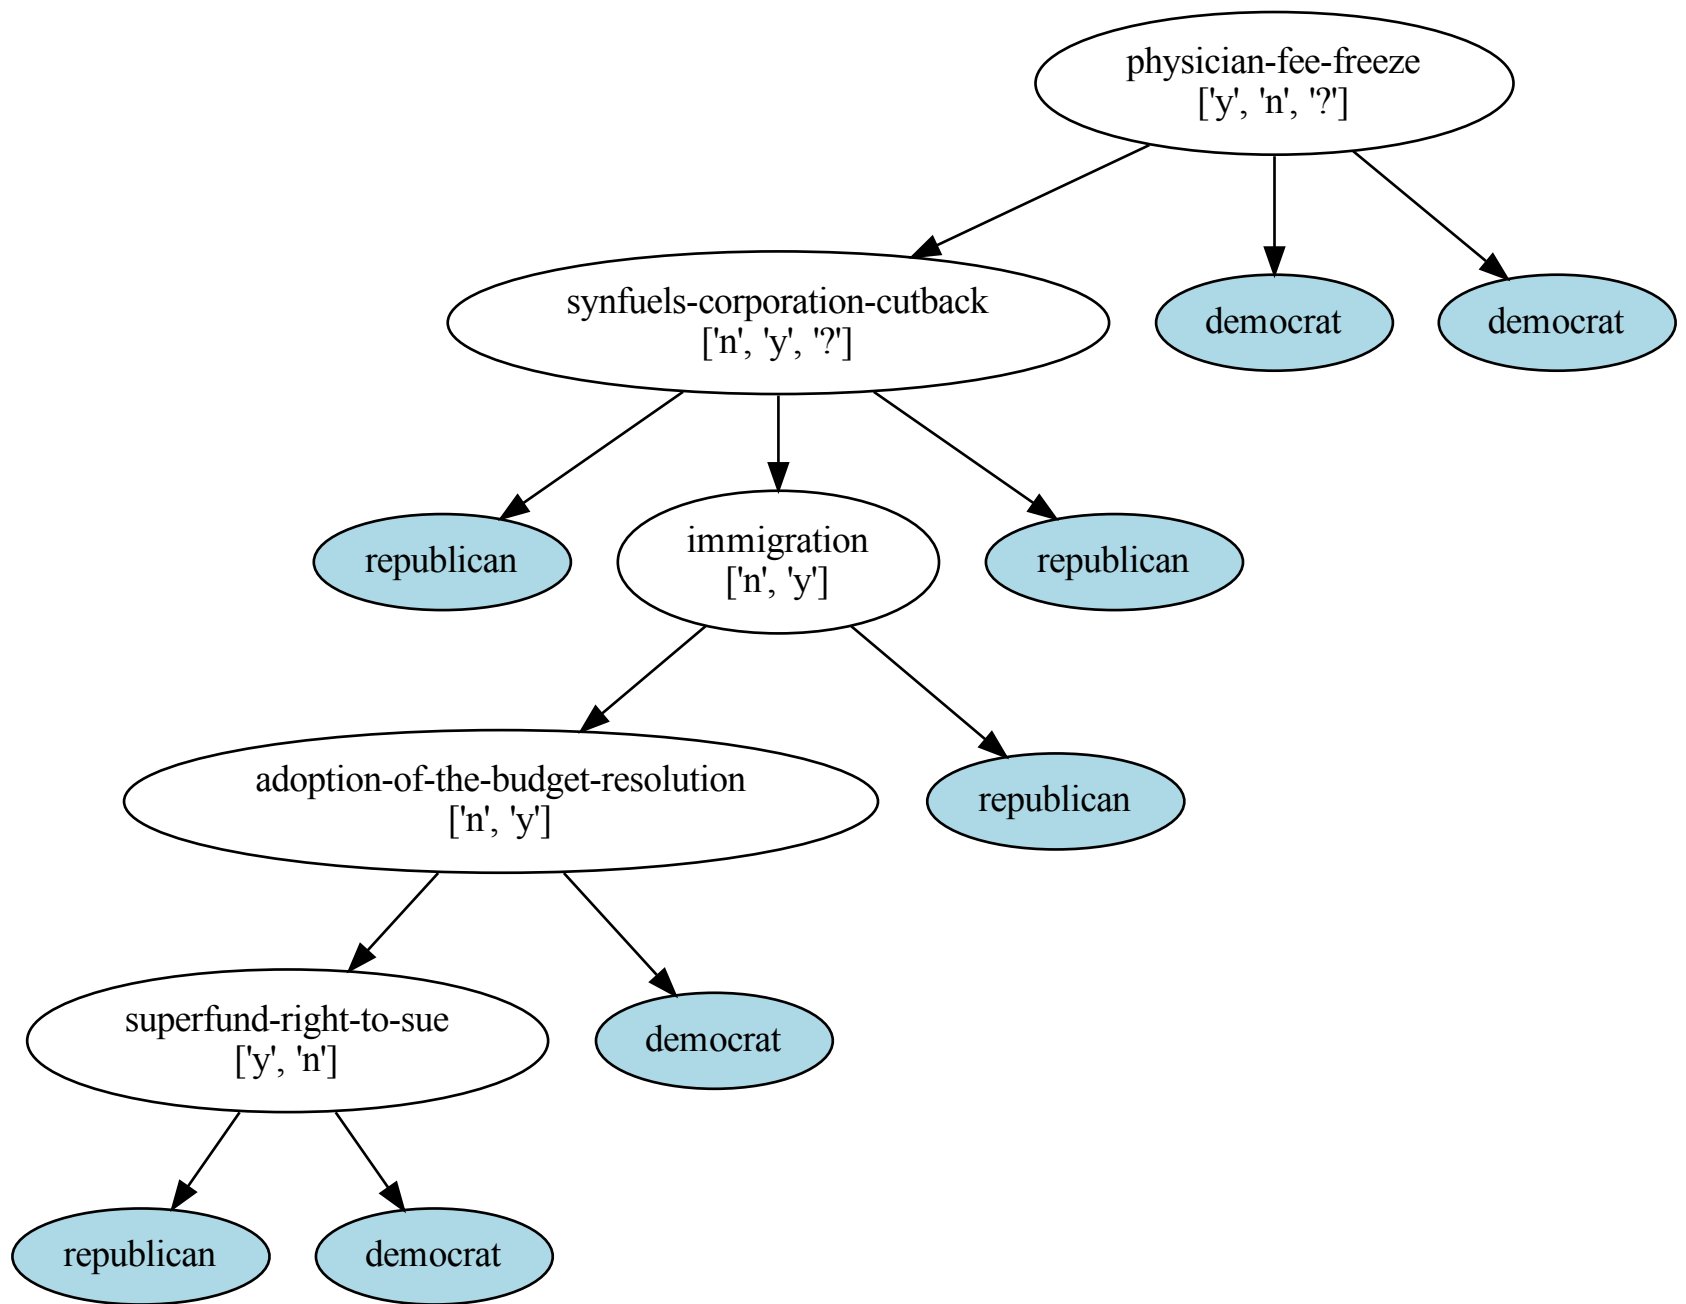 physician-fee-freeze
['y', 'n', '?']
synfuels-corporation-cutback
['n', 'y', '?']
democrat
democrat
republican
immigration
['n', 'y']
republican
adoption-of-the-budget-resolution
['n', 'y']
republican
superfund-right-to-sue
['y', 'n']
democrat
republican
democrat